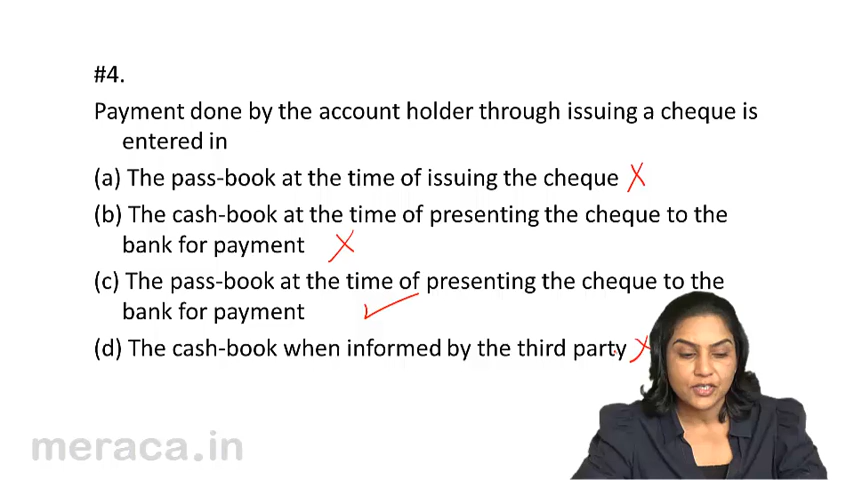 #4.
Payment done by the account holder through issuing a cheque is
entered in
(a) The pass-book at the time of issuing the cheque
(b) The cash-book at the time of presenting the cheque to the
bank for payment
(c) The pass-book at the time of presenting the cheque to the
bank for payment
(d) The cash-book when informed by the third party
meraca.in